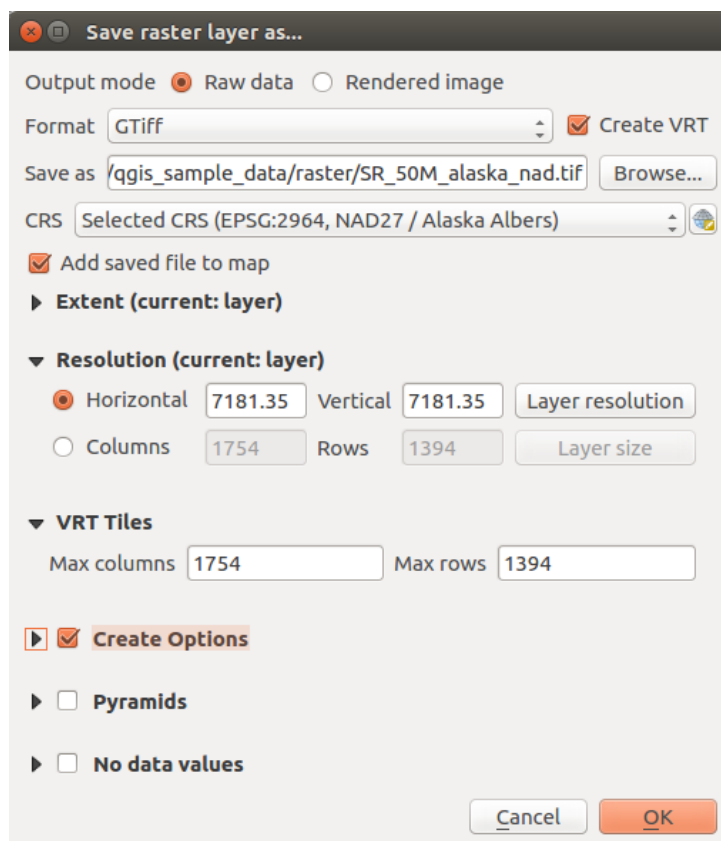 Save raster layer as...
Output mode Raw data Rendered image
Format GTiff Create VRT
Save as /qgis_sample_data/raster/SR_50M_alaska_nad.tif Browse...
CRS Selected CRS (EPSG:2964, NAD27 / Alaska Albers)
Add saved file to map
Extent (current: layer)
Resolution (current: layer)
Horizontal 7181.35 Vertical 7181.35 Layer resolution
Columns 1754 Rows 1394 Layer size
VRT Tiles
Max columns 1754 Max rows 1394
Create Options
Pyramids
No data values
Cancel OK